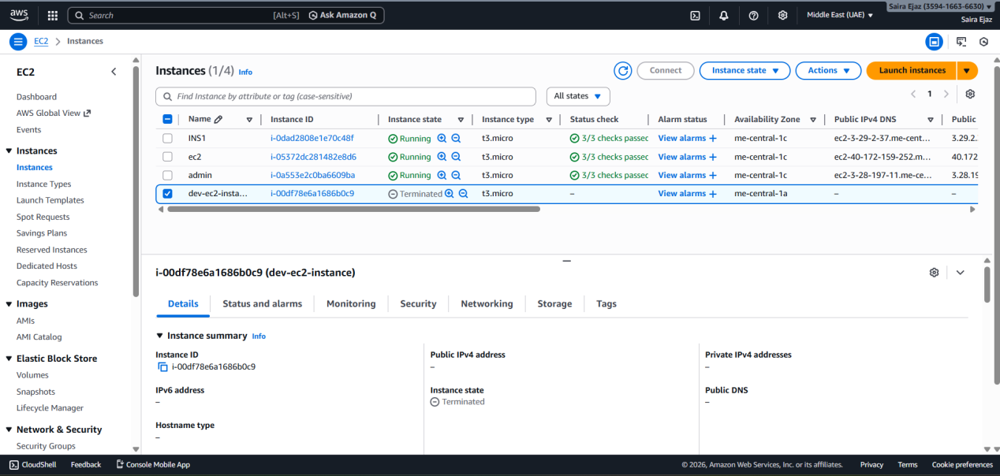 aws Search [Alt+S] Ask Amazon Q Middle East (UAE) Saira Ejaz (3594-1663-6630)
Saira Ejaz
EC2 Instances
EC2
Dashboard
AWS Global View
Events
Instances
Instances
Instance Types
Launch Templates
Spot Requests
Savings Plans
Reserved Instances
Dedicated Hosts
Capacity Reservations
Images
AMIs
AMI Catalog
Elastic Block Store
Volumes
Snapshots
Lifecycle Manager
Network & Security
Security Groups
Instances (1/4) Info Connect Instance state Actions Launch instances
Find Instance by attribute or tag (case-sensitive) All states 1
Name Instance ID Instance state Instance type Status check Alarm status Availability Zone Public IPv4 DNS Public
INS1 i-0dad2808e1e70c48f Running t3.micro 3/3 checks passed View alarms + me-central-1c ec2-3-29-2-37.me-cent... 3.29.2.
ec2 i-05372dc281482e8d6 Running t3.micro 3/3 checks passed View alarms + me-central-1c ec2-40-172-159-252.m... 40.172
admin i-0a553e2c0ba6609ba Running t3.micro 3/3 checks passed View alarms + me-central-1c ec2-3-28-197-11.me-ce... 3.28.19
dev-ec2-insta... i-00df78e6a1686b0c9 Terminated t3.micro – View alarms + me-central-1a – –
i-00df78e6a1686b0c9 (dev-ec2-instance)
Details Status and alarms Monitoring Security Networking Storage Tags
Instance summary Info
Instance ID Public IPv4 address Private IPv4 addresses
i-00df78e6a1686b0c9 – –
IPv6 address Instance state Public DNS
– Terminated –
Hostname type
–
CloudShell Feedback Console Mobile App © 2026, Amazon Web Services, Inc. or its affiliates. Privacy Terms Cookie preferences